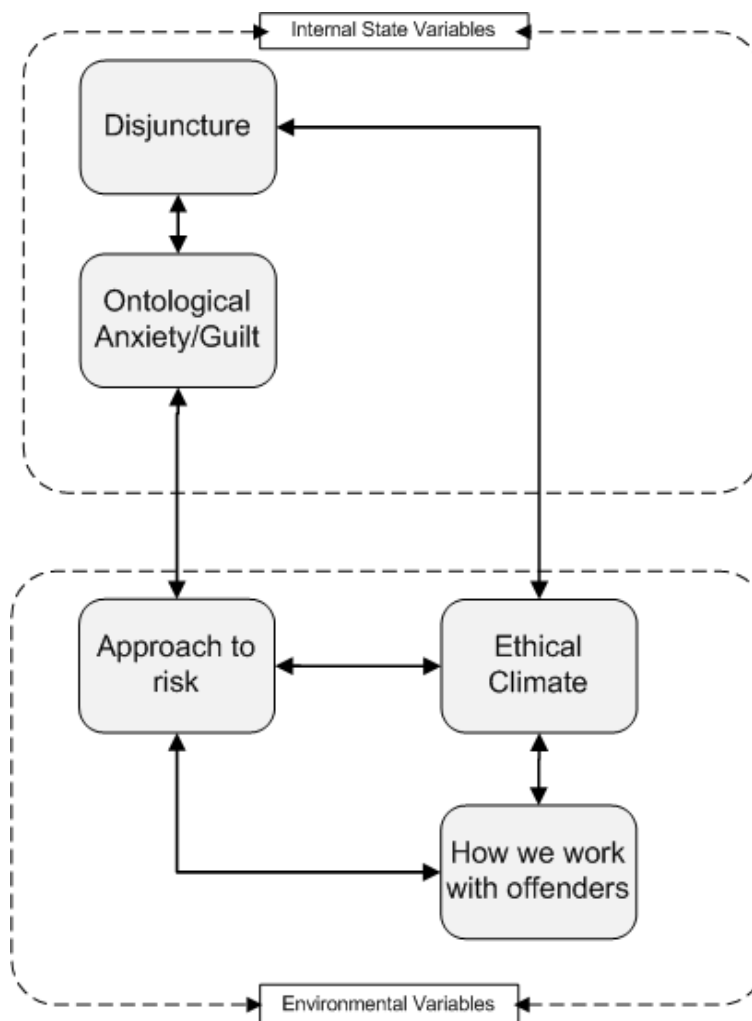 Internal State Variables
Disjuncture
Ontological
Anxiety/Guilt
Approach to
risk
Ethical
Climate
How we work
with offenders
Environmental Variables